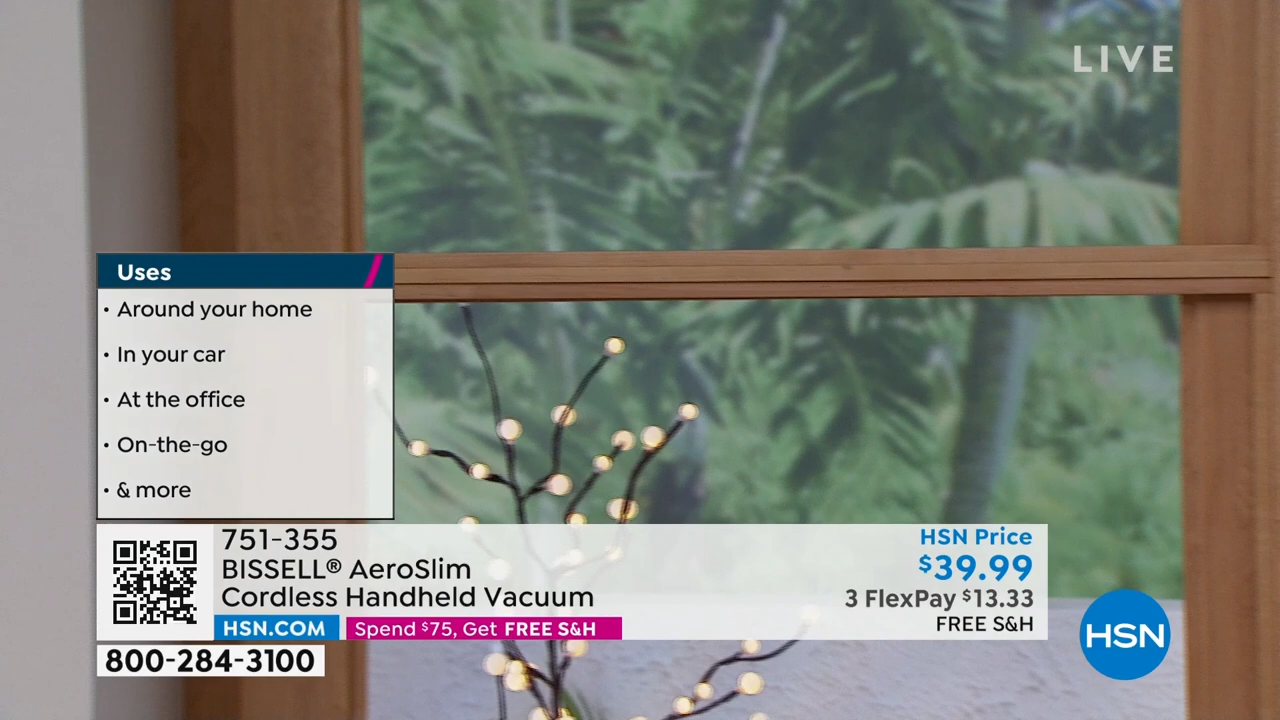 LIVE
Uses
• Around your home
• In your car
• At the office
• On-the-go
• & more
751-355
BISSELL® AeroSlim
Cordless Handheld Vacuum
HSN.COM Spend $75, Get FREE S&H
800-284-3100
HSN Price
$39.99
3 FlexPay $13.33
FREE S&H
HSN